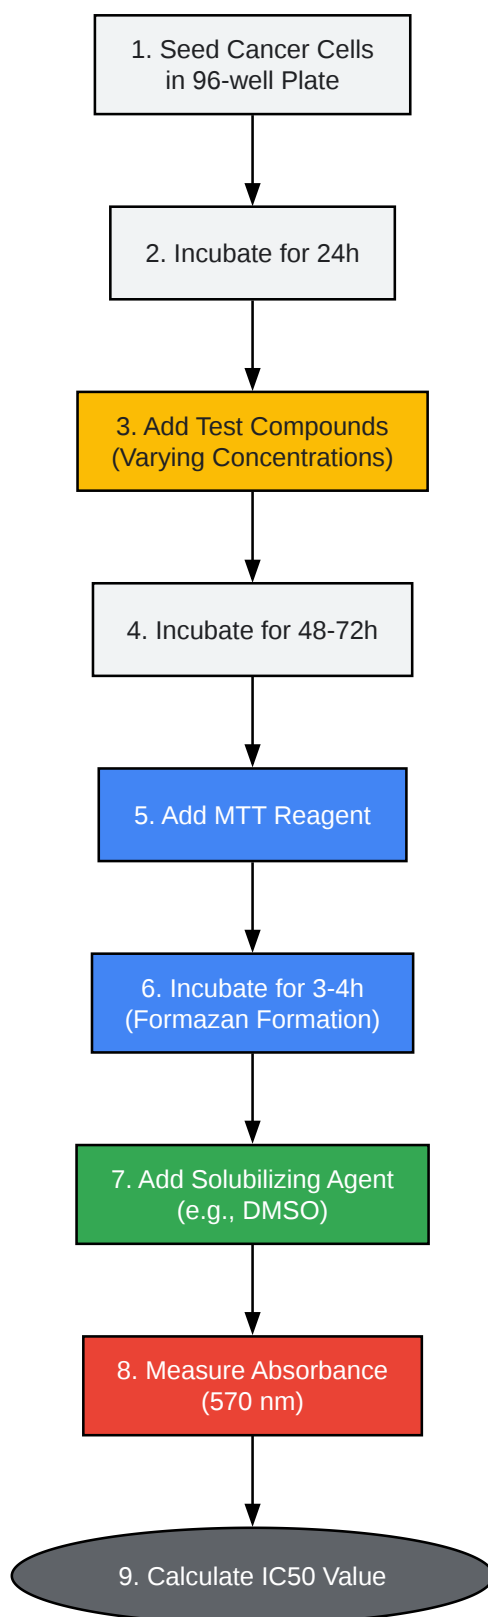 1. Seed Cancer Cells
in 96-well Plate
2. Incubate for 24h
3. Add Test Compounds
(Varying Concentrations)
4. Incubate for 48-72h
5. Add MTT Reagent
6. Incubate for 3-4h
(Formazan Formation)
7. Add Solubilizing Agent
(e.g., DMSO)
8. Measure Absorbance
(570 nm)
9. Calculate IC50 Value